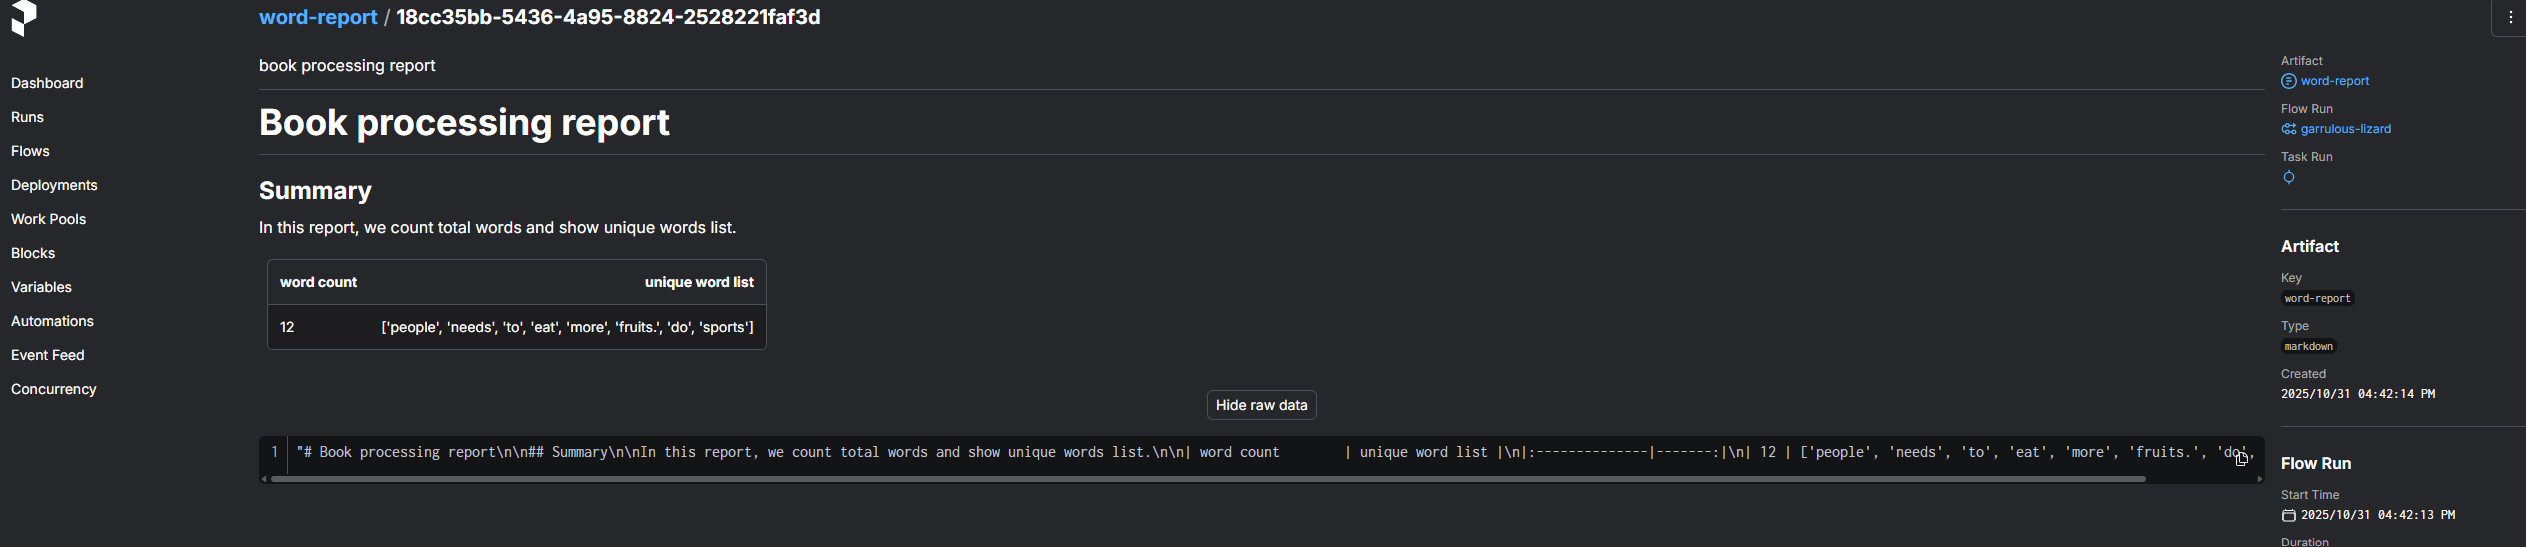 word-report / 18cc35bb-5436-4a95-8824-2528221faf3d
Dashboard
Runs
Flows
Deployments
Work Pools
Blocks
Variables
Automations
Event Feed
Concurrency
book processing report
Book processing report
Summary
In this report, we count total words and show unique words list.
word count unique word list
12 ['people', 'needs', 'to', 'eat', 'more', 'fruits.', 'do', 'sports']
Hide raw data
1 "# Book processing report\n\n## Summary\n\nIn this report, we count total words and show unique words list.\n\n| word count        | unique word list |\n|:--------------|-------:|\n| 12 | ['people', 'needs', 'to', 'eat', 'more', 'fruits.', 'do',
Artifact
word-report
Flow Run
garrulous-lizard
Task Run
Artifact
Key
word-report
Type
markdown
Created
2025/10/31 04:42:14 PM
Flow Run
Start Time
2025/10/31 04:42:13 PM
Duration